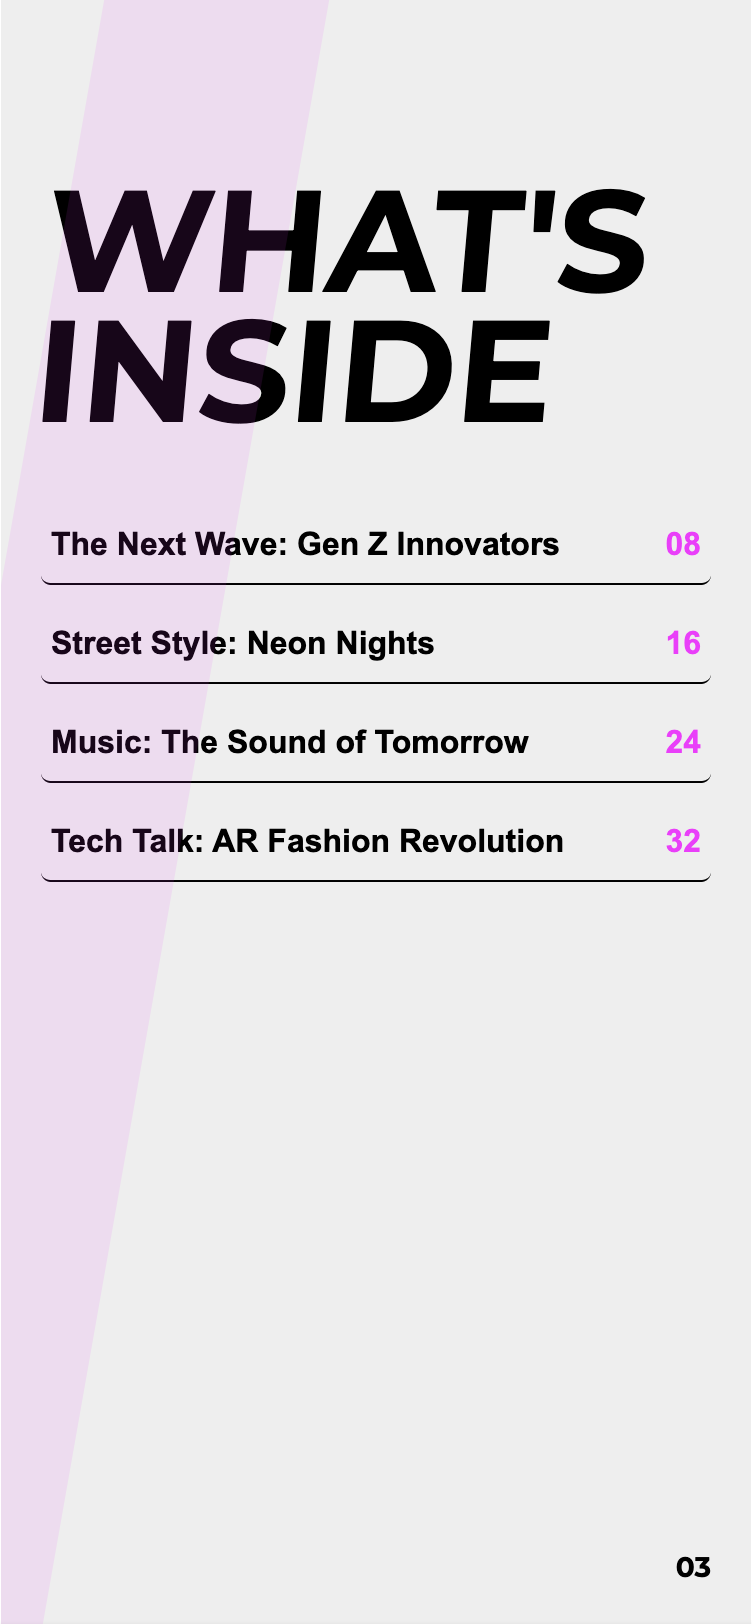 WHAT'S
INSIDE
The Next Wave: Gen Z Innovators 08
Street Style: Neon Nights 16
Music: The Sound of Tomorrow 24
Tech Talk: AR Fashion Revolution 32
03